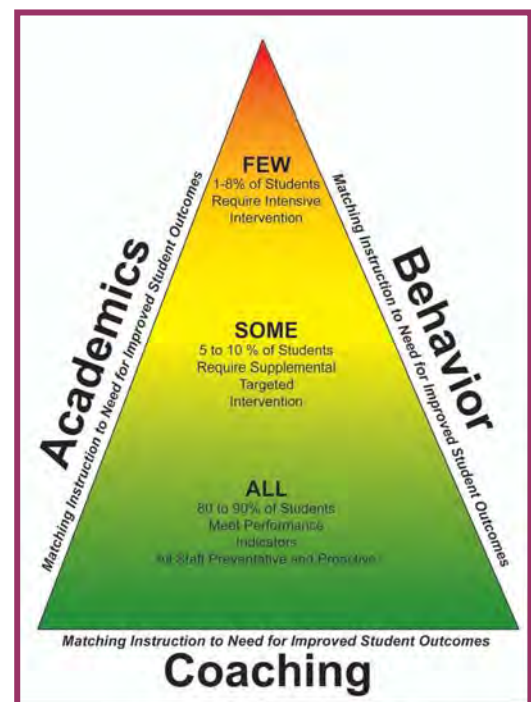 FEW
1-8% of Students
Require Intensive
Intervention
SOME
5 to 10 % of Students
Require Supplemental
Targeted
Intervention
ALL
80 to 90% of Students
Meet Performance
Indicators
All Staff Preventative and Proactive
Academics
Matching Instruction to Need for Improved Student Outcomes
Behavior
Matching Instruction to Need for Improved Student Outcomes
Matching Instruction to Need for Improved Student Outcomes
Coaching